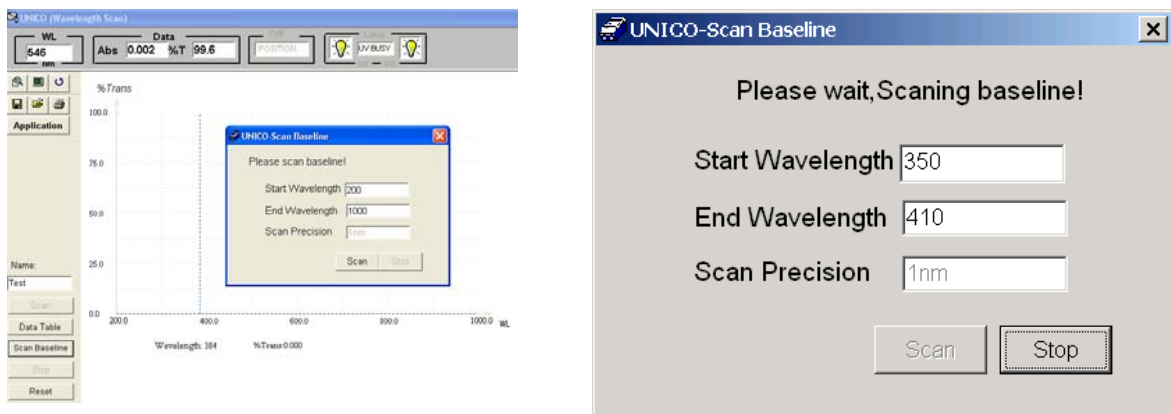 UNICO (Wavelength Scan)
WL
546
nm
Data
Abs 0.002 %T 99.6
Cell
POSITION:
Lamp
UV BUSY
Application
Name:
Test
Scan
Data Table
Scan Baseline
Stop
Reset
%Trans
100.0
75.0
50.0
25.0
0.0
200.0 400.0 600.0 800.0 1000.0 WL
Wavelength: 384 %Trans:0.000
UNICO-Scan Baseline
Please scan baseline!
Start Wavelength 200
End Wavelength 1000
Scan Precision 1nm
Scan Stop
UNICO-Scan Baseline
Please wait,Scaning baseline!
Start Wavelength 350
End Wavelength 410
Scan Precision 1nm
Scan Stop